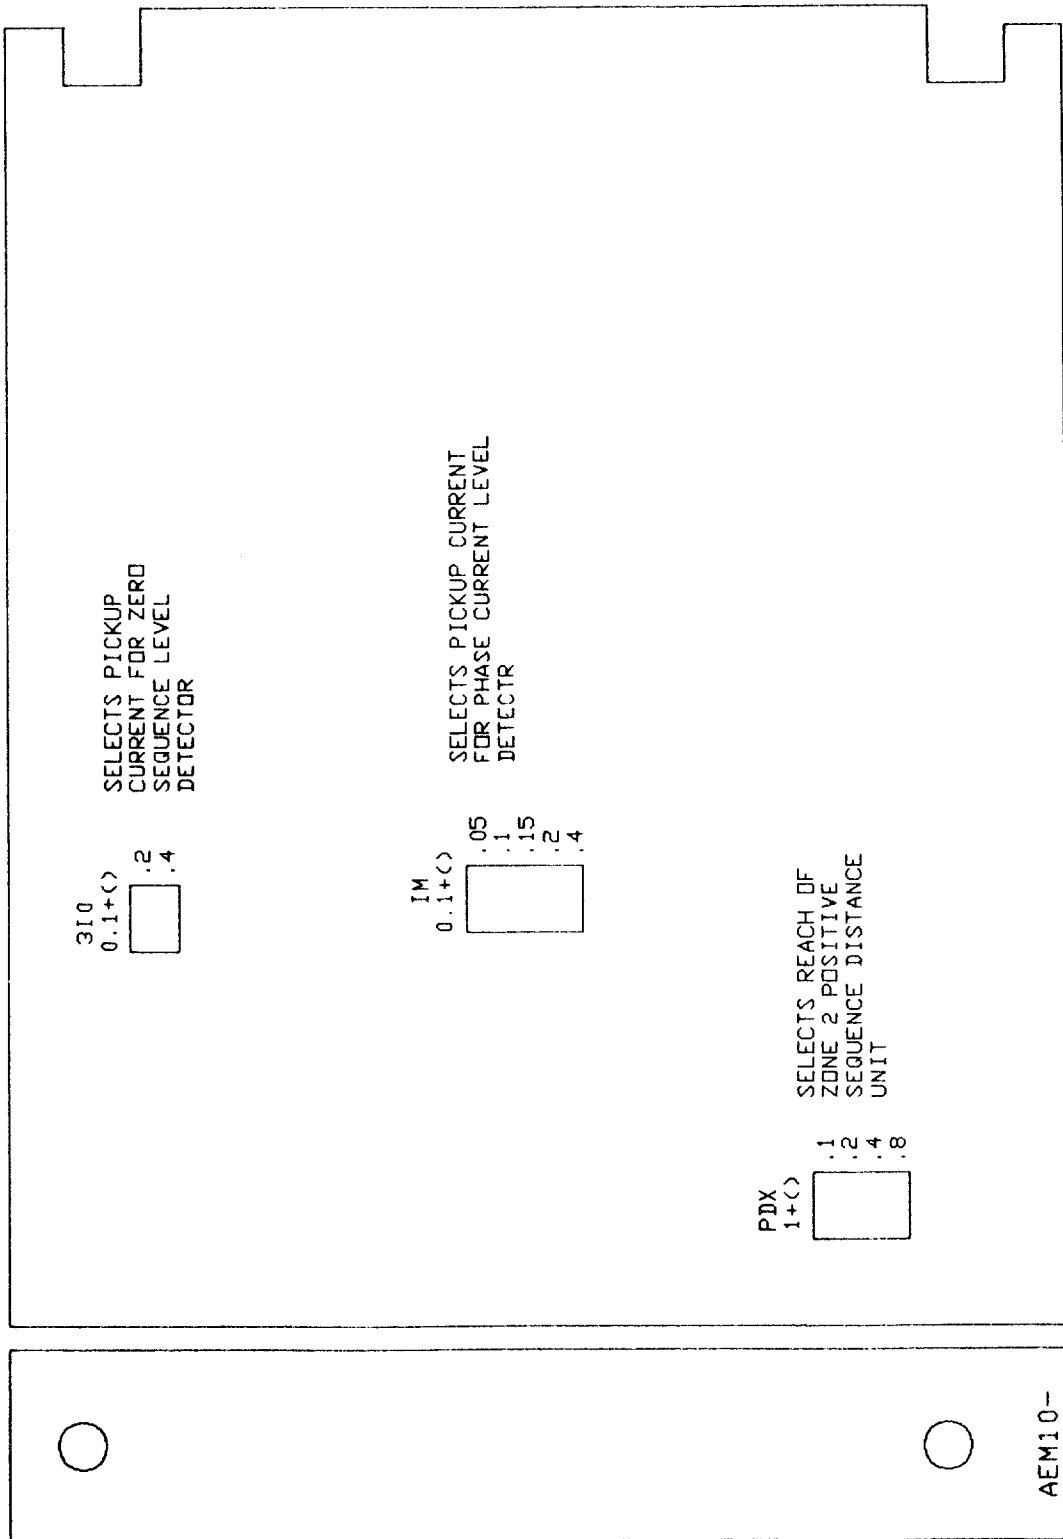 3I0
0.1+()
.2
.4
SELECTS PICKUP
CURRENT FOR ZERO
SEQUENCE LEVEL
DETECTOR
IM
0.1+()
.05
.1
.15
.2
.4
SELECTS PICKUP CURRENT
FOR PHASE CURRENT LEVEL
DETECTR
PDX
1+()
.1
.2
.4
.8
SELECTS REACH OF
ZONE 2 POSITIVE
SEQUENCE DISTANCE
UNIT
AEM10-